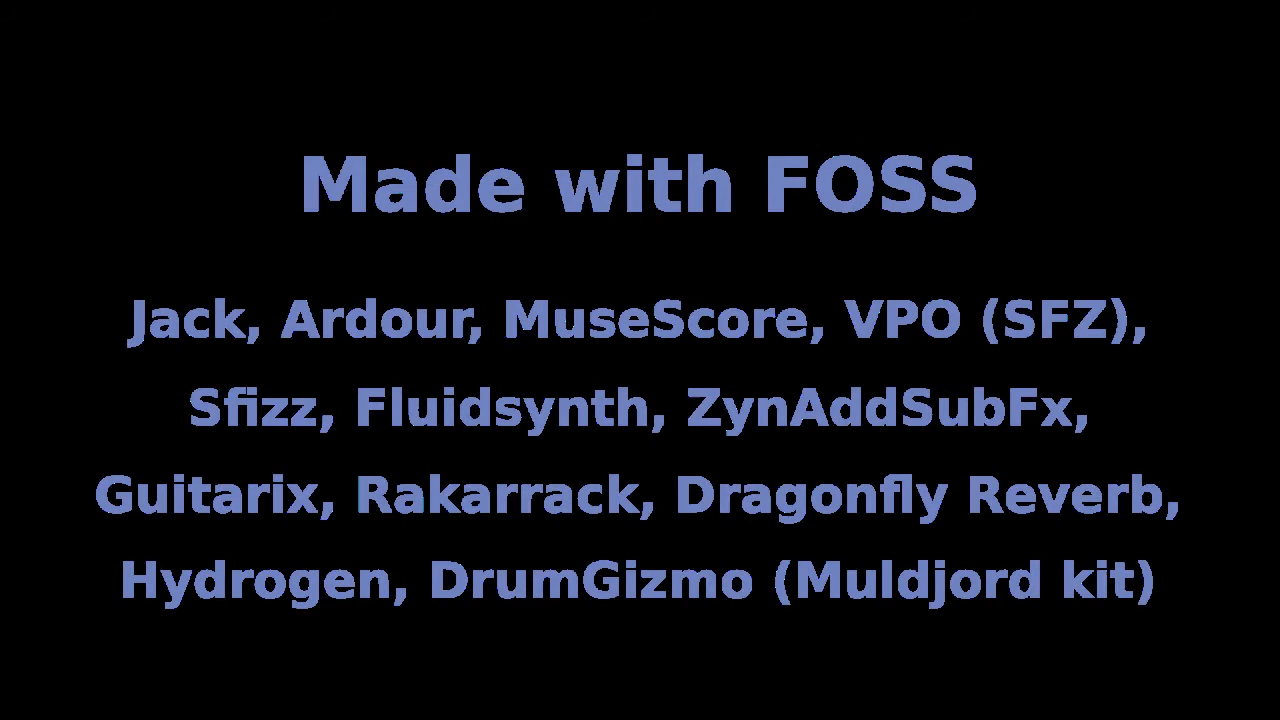 Made with FOSS
Jack, Ardour, MuseScore, VPO (SFZ),
Sfizz, Fluidsynth, ZynAddSubFx,
Guitarix, Rakarrack, Dragonfly Reverb,
Hydrogen, DrumGizmo (Muldjord kit)